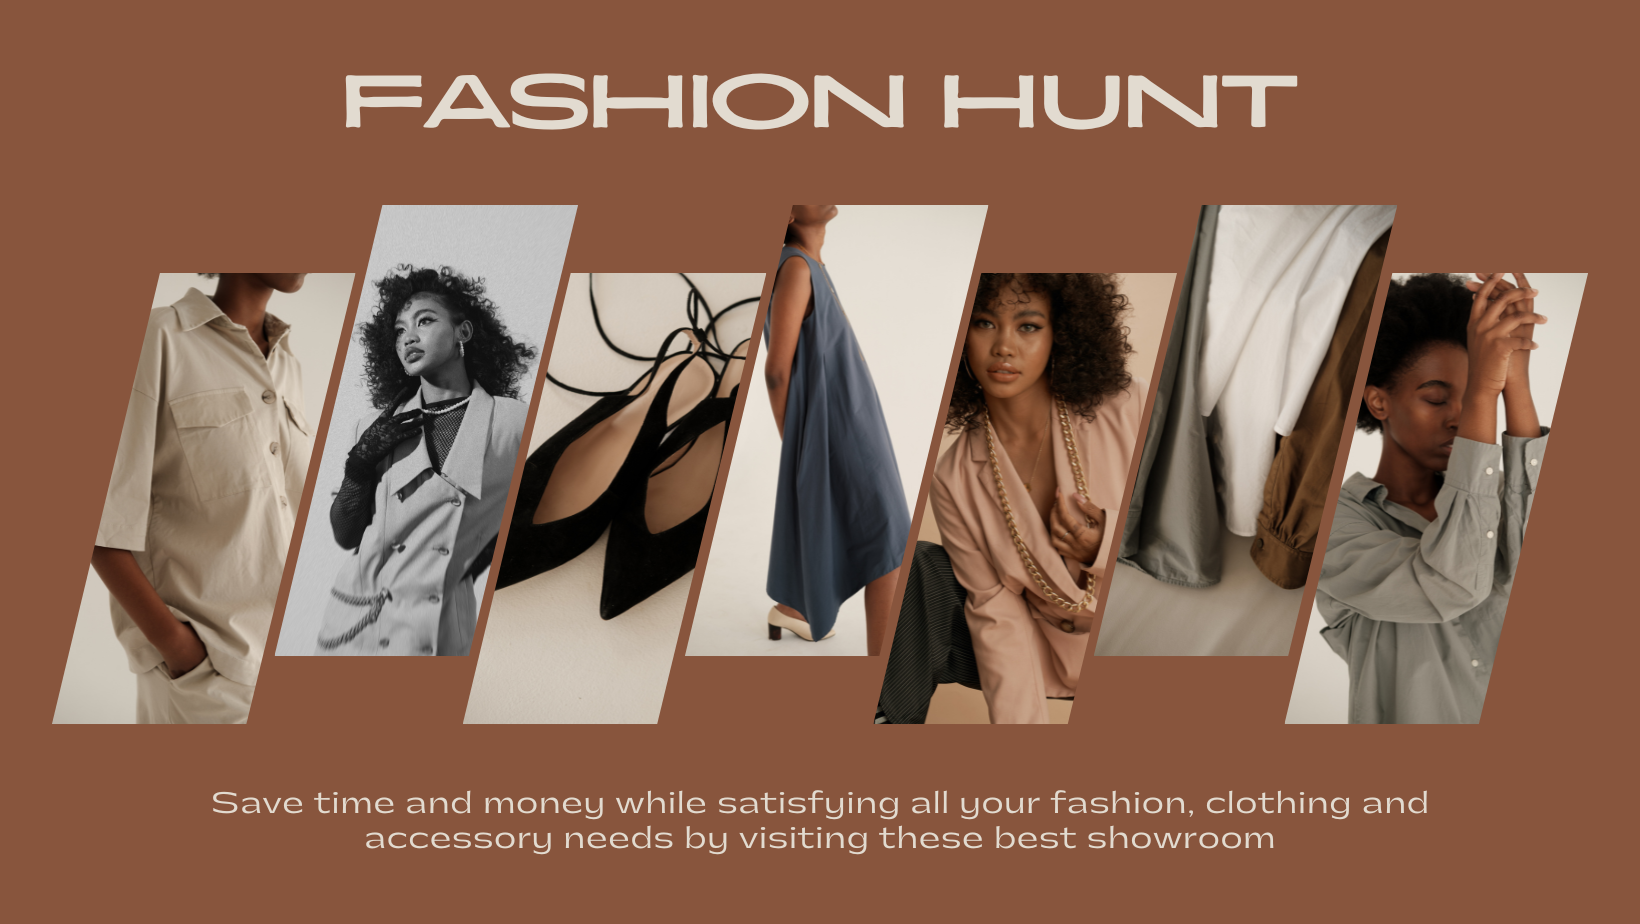 FASHION HUNT
Save time and money while satisfying all your fashion, clothing and
accessory needs by visiting these best showroom